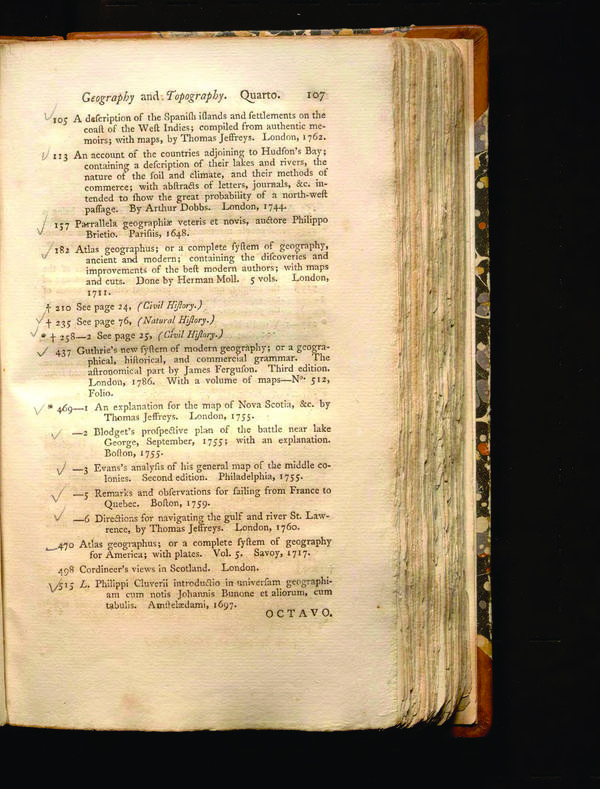 Geography and Topography. Quarto. 107
105 A deſcription of the Spaniſh iſlands and ſettlements on the
coaſt of the Weſt Indies; compiled from authentic me-
moirs; with maps, by Thomas Jeffreys. London, 1762.
113 An account of the countries adjoining to Hudſon's Bay;
containing a deſcription of their lakes and rivers, the
nature of the ſoil and climate, and their methods of
commerce; with abſtracts of letters, journals, &c. in-
tended to ſhow the great probability of a north-weſt
paſſage. By Arthur Dobbs. London, 1744.
157 Parrallela geographiæ veteris et novis, auctore Philippo
Brietio. Pariſiis, 1648.
182 Atlas geographus; or a complete ſyſtem of geography,
ancient and modern; containing the diſcoveries and
improvements of the beſt modern authors; with maps
and cuts. Done by Herman Moll. 5 vols. London,
1711.
† 210 See page 24, (Civil Hiſtory.)
† 235 See page 76, (Natural Hiſtory.)
* † 258—2 See page 25, (Civil Hiſtory.)
437 Guthrie's new ſyſtem of modern geography; or a geogra-
phical, hiſtorical, and commercial grammar. The
aſtronomical part by James Ferguſon. Third edition.
London, 1786. With a volume of maps—No. 512,
Folio.
* 469—1 An explanation for the map of Nova Scotia, &c. by
Thomas Jeffreys. London, 1755.
—2 Blodget's proſpective plan of the battle near lake
George, September, 1755; with an explanation.
Boſton, 1755.
—3 Evans's analyſis of his general map of the middle co-
lonies. Second edition. Philadelphia, 1755.
—5 Remarks and obſervations for ſailing from France to
Quebec. Boſton, 1759.
—6 Directions for navigating the gulf and river St. Law-
rence, by Thomas Jeffreys. London, 1760.
470 Atlas geographus; or a complete ſyſtem of geography
for America; with plates. Vol. 5. Savoy, 1717.
498 Cordineer's views in Scotland. London.
515 L. Philippi Cluverii introductio in univerſam geographi-
am cum notis Johannis Bunone et aliorum, cum
tabulis. Amſtelædami, 1697.
OCTAVO.